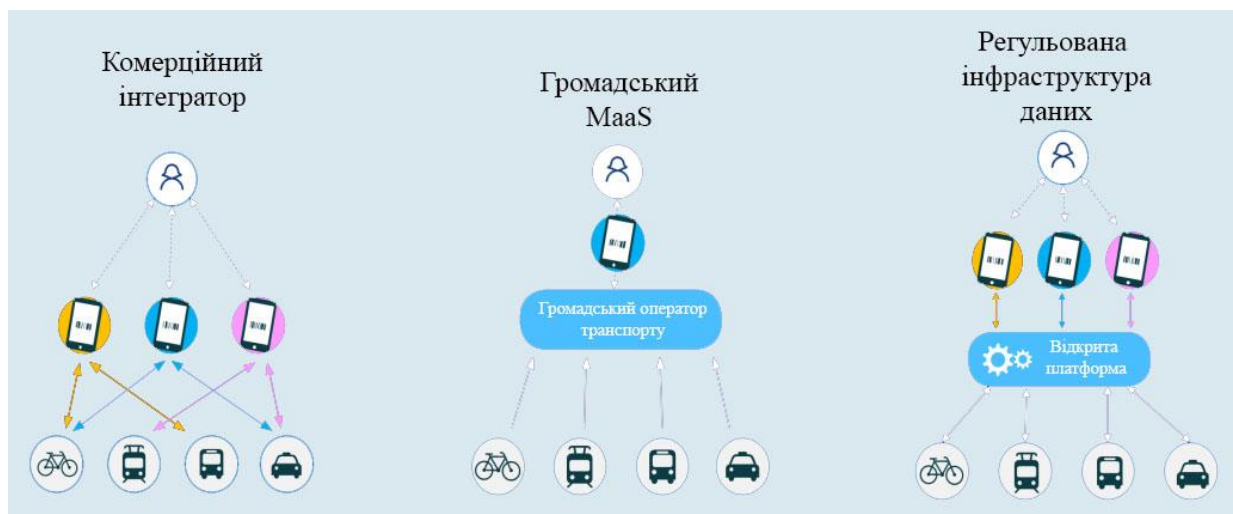 Комерційний
інтегратор
Громадський
MaaS
Громадський оператор
транспорту
Регульована
інфраструктура
даних
Відкрита
платформа